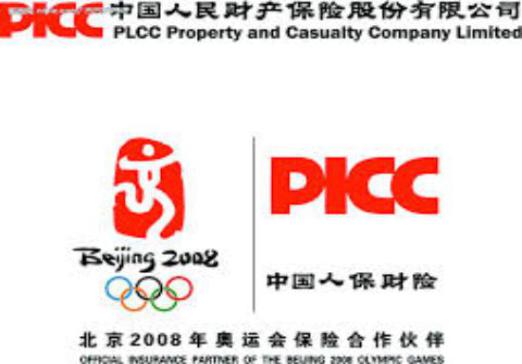 PICC 中国人民财产保险股份有限公司
PLCC Property and Casualty Company Limited
PICC
Beijing 2008
中国人保财险
北京2008年奥运会保险合作伙伴
OFFICIAL INSURANCE PARTNER OF THE BEIJING 2008 OLYMPIC GAMES